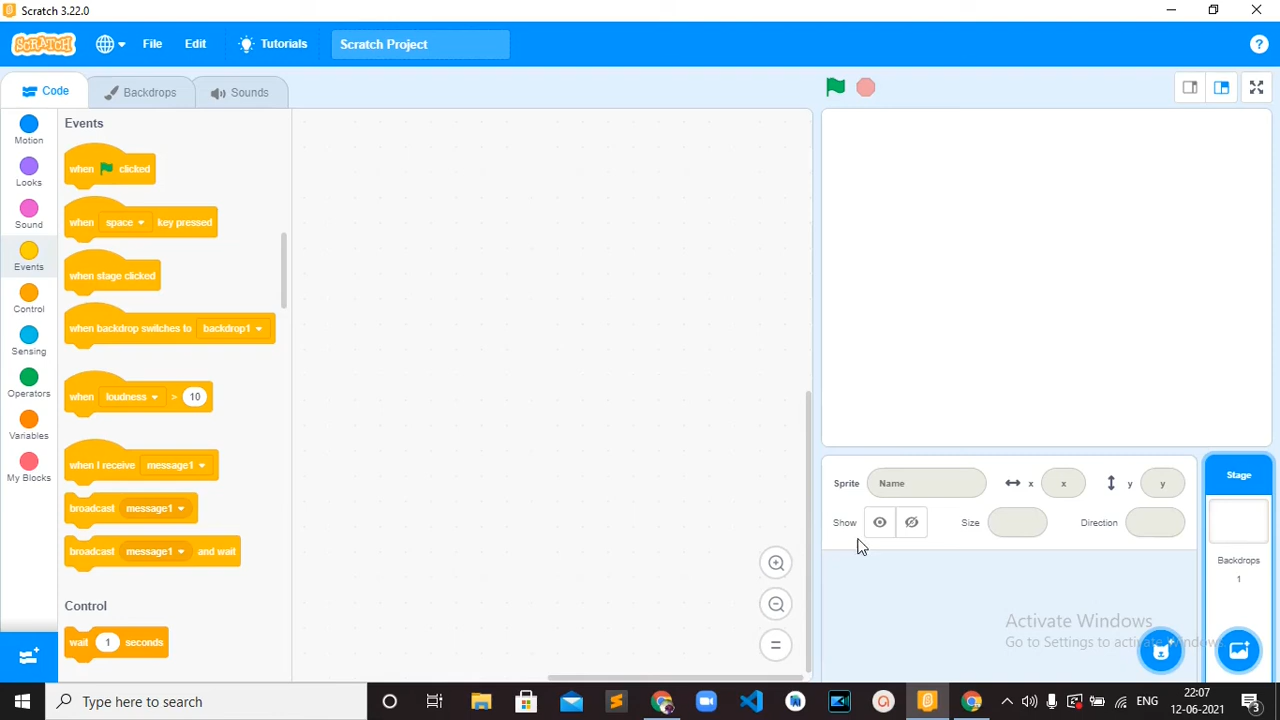 Scratch 3.22.0
SCRATCH
File
Edit
Tutorials
Scratch Project
?
Code
Backdrops
Sounds
Motion
Looks
Sound
Events
Control
Sensing
Operators
Variables
My Blocks
Events
when clicked
when space key pressed
when stage clicked
when backdrop switches to backdrop1
when loudness > 10
when I receive message1
broadcast message1
broadcast message1 and wait
Control
wait 1 seconds
Sprite Name x x y y
Show Size Direction
Stage
Backdrops
1
Activate Windows
Go to Settings to activate Windows.
Type here to search
ENG
22:07
12-06-2021
3